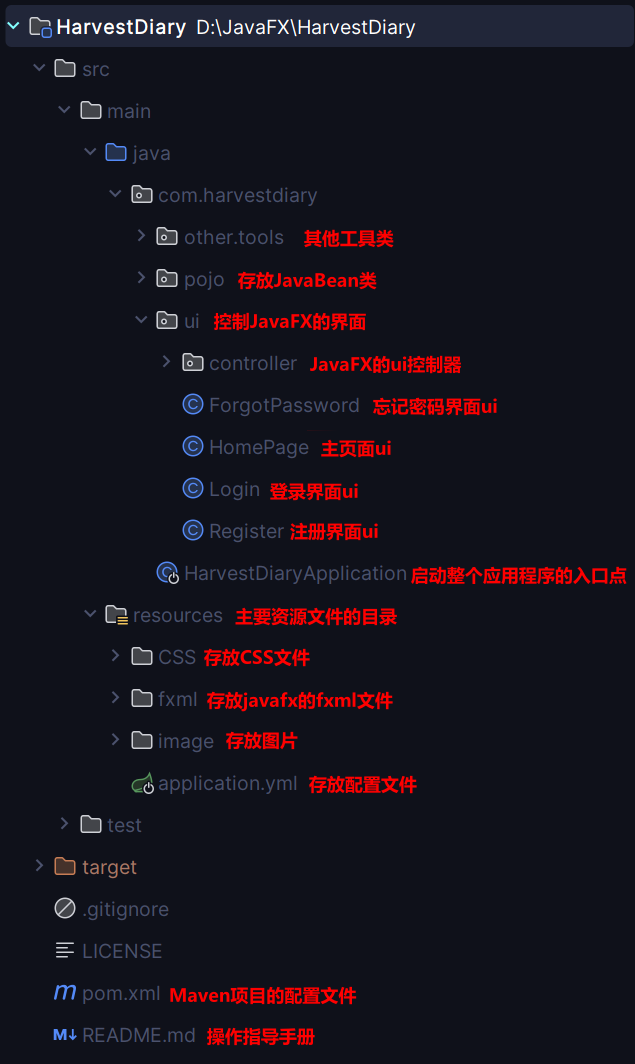 HarvestDiary D:\JavaFX\HarvestDiary
src
main
java
com.harvestdiary
other.tools 其他工具类
pojo 存放JavaBean类
ui 控制JavaFX的界面
controller JavaFX的ui控制器
ForgotPassword 忘记密码界面ui
HomePage 主页面ui
Login 登录界面ui
Register 注册界面ui
HarvestDiaryApplication 启动整个应用程序的入口点
resources 主要资源文件的目录
CSS 存放CSS文件
fxml 存放javafx的fxml文件
image 存放图片
application.yml 存放配置文件
test
target
.gitignore
LICENSE
m pom.xml Maven项目的配置文件
M↓ README.md 操作指导手册